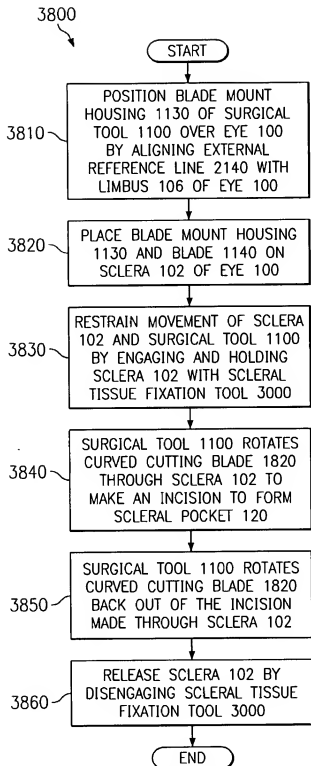 3800
START
3810
POSITION BLADE MOUNT
HOUSING 1130 OF SURGICAL
TOOL 1100 OVER EYE 100
BY ALIGNING EXTERNAL
REFERENCE LINE 2140 WITH
LIMBUS 106 OF EYE 100
3820
PLACE BLADE MOUNT HOUSING
1130 AND BLADE 1140 ON
SCLERA 102 OF EYE 100
3830
RESTRAIN MOVEMENT OF SCLERA
102 AND SURGICAL TOOL 1100
BY ENGAGING AND HOLDING
SCLERA 102 WITH SCLERAL
TISSUE FIXATION TOOL 3000
3840
SURGICAL TOOL 1100 ROTATES
CURVED CUTTING BLADE 1820
THROUGH SCLERA 102 TO
MAKE AN INCISION TO FORM
SCLERAL POCKET 120
3850
SURGICAL TOOL 1100 ROTATES
CURVED CUTTING BLADE 1820
BACK OUT OF THE INCISION
MADE THROUGH SCLERA 102
3860
RELEASE SCLERA 102 BY
DISENGAGING SCLERAL TISSUE
FIXATION TOOL 3000
END